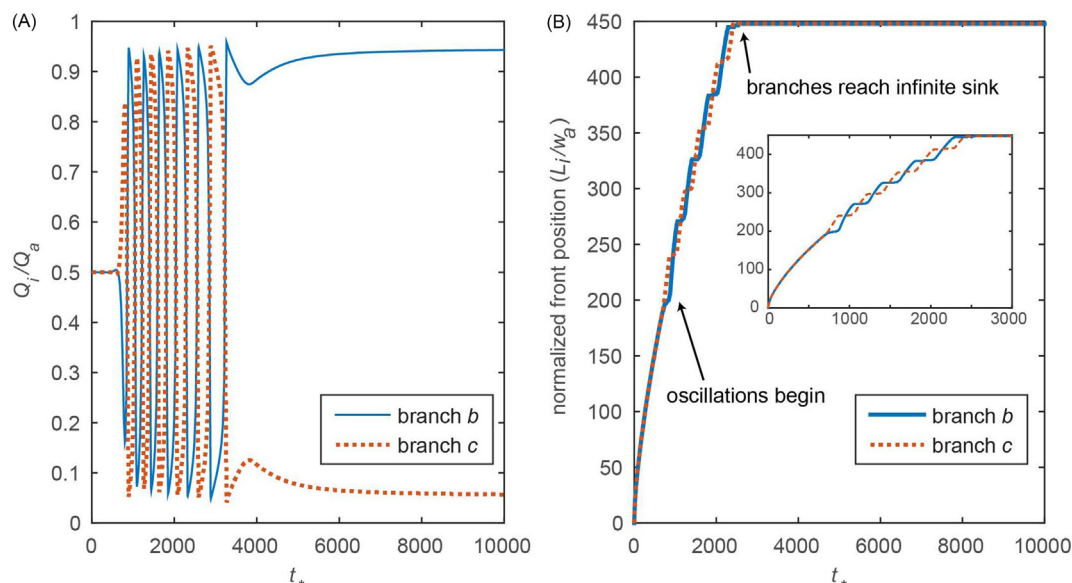 (A)
1
0.9
0.8
0.7
0.6
0.5
0.4
0.3
0.2
0.1
0
Q_i/Q_a
branch b
branch c
0 2000 4000 6000 8000 10000
t_*
(B)
450
400
350
300
250
200
150
100
50
0
normalized front position (L_i/w_a)
branches reach infinite sink
400
300
200
100
0
0 1000 2000 3000
oscillations begin
branch b
branch c
0 2000 4000 6000 8000 10000
t_*